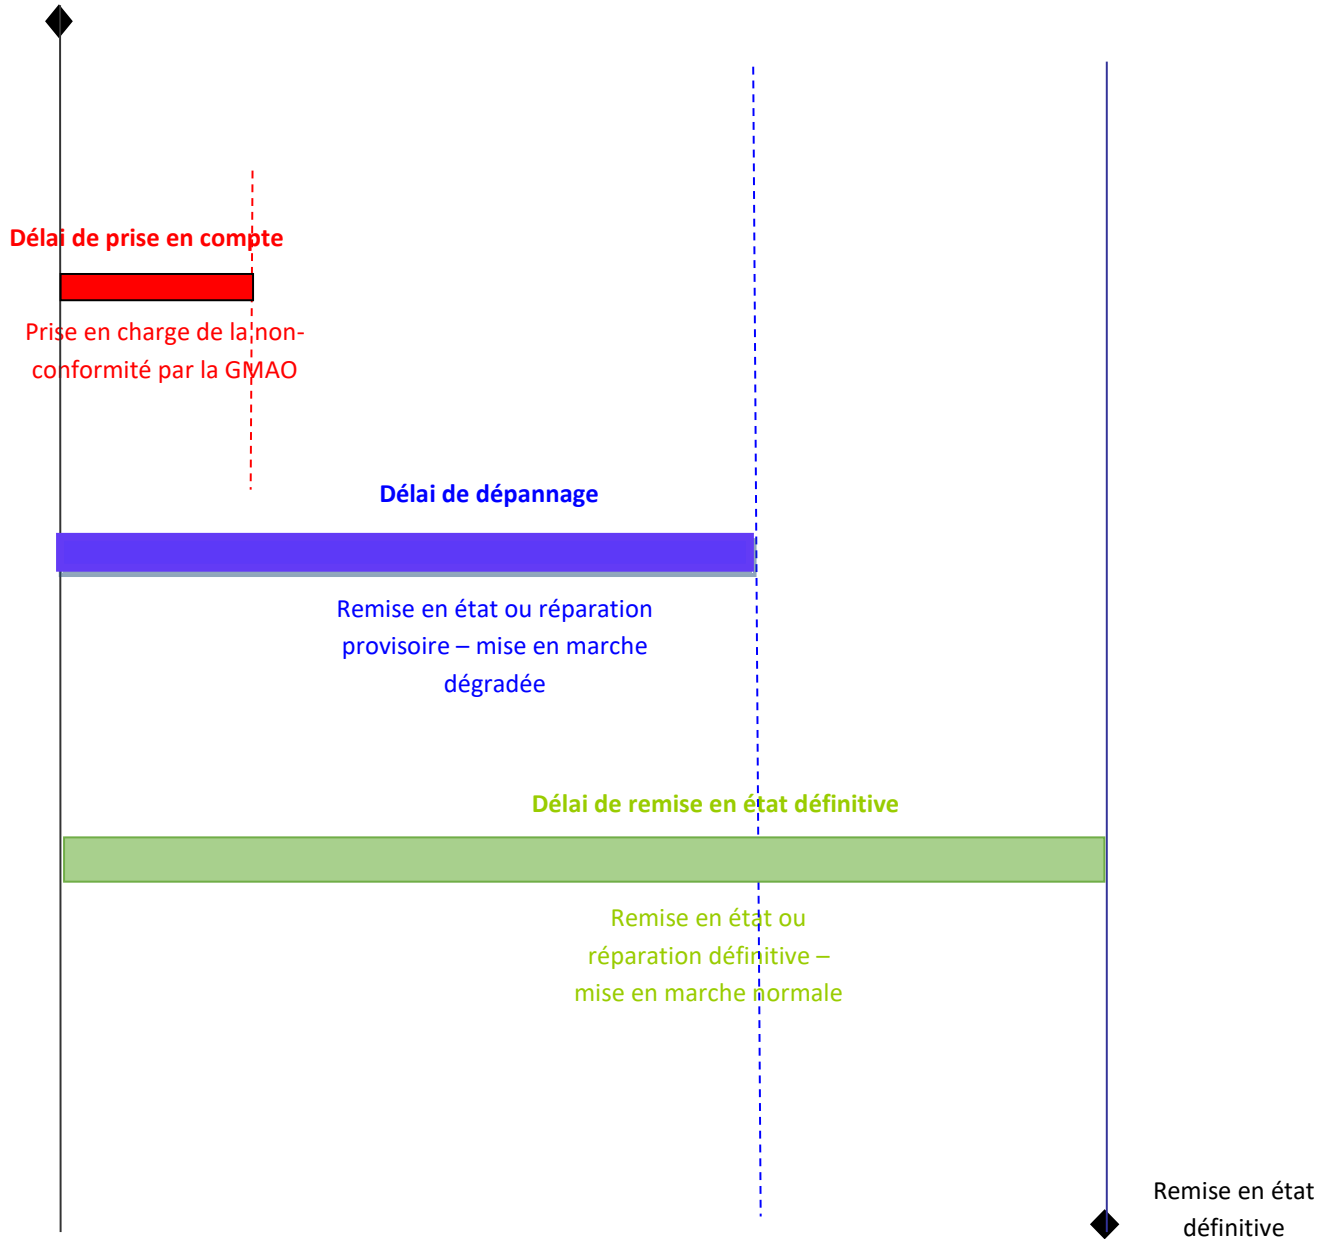 Délai de prise en compte
Prise en charge de la non-
conformité par la GMAO
Délai de dépannage
Remise en état ou réparation
provisoire – mise en marche
dégradée
Délai de remise en état définitive
Remise en état ou
réparation définitive –
mise en marche normale
Remise en état
définitive